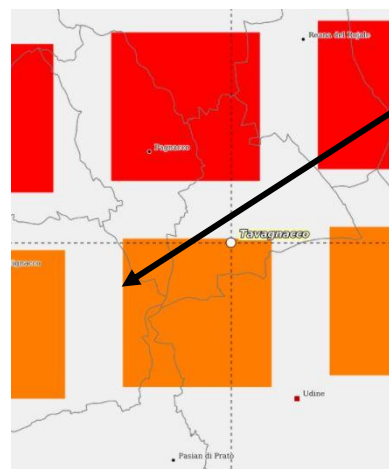 Reana del Rojale
Pagnacco
Tavagnacco
Udine
Pasian di Prato